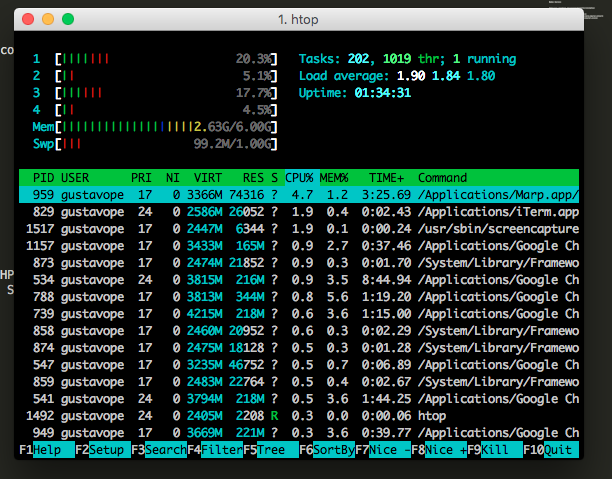 1. htop
co
1 [|||||||| 20.3%] Tasks: 202, 1019 thr; 1 running
2 [|| 5.1%] Load average: 1.90 1.84 1.80
3 [||||||| 17.7%] Uptime: 01:34:31
4 [|| 4.5%]
Mem[||||||||||||||||||||2.63G/6.00G]
Swp[||| 99.2M/1.00G]
PID USER PRI NI VIRT RES S CPU% MEM% TIME+ Command
959 gustavope 17 0 3366M 74316 ? 4.7 1.2 3:25.69 /Applications/Marp.app/
829 gustavope 24 0 2586M 26052 ? 1.9 0.4 0:02.43 /Applications/iTerm.app
1517 gustavope 17 0 2447M 6344 ? 1.9 0.1 0:00.24 /usr/sbin/screencapture
1157 gustavope 17 0 3433M 165M ? 0.9 2.7 0:37.46 /Applications/Google Ch
873 gustavope 17 0 2474M 21852 ? 0.9 0.3 0:01.70 /System/Library/Framewo
HP 534 gustavope 24 0 3815M 216M ? 0.9 3.5 8:44.94 /Applications/Google Ch
S 788 gustavope 17 0 3813M 344M ? 0.8 5.6 1:19.20 /Applications/Google Ch
739 gustavope 17 0 4215M 218M ? 0.6 3.6 1:15.00 /Applications/Google Ch
858 gustavope 17 0 2460M 20952 ? 0.6 0.3 0:02.29 /System/Library/Framewo
874 gustavope 17 0 2475M 18128 ? 0.5 0.3 0:01.28 /System/Library/Framewo
547 gustavope 17 0 3235M 46752 ? 0.5 0.7 0:06.89 /Applications/Google Ch
859 gustavope 17 0 2483M 22764 ? 0.5 0.4 0:02.67 /System/Library/Framewo
541 gustavope 24 0 3794M 218M ? 0.5 3.6 1:44.25 /Applications/Google Ch
1492 gustavope 24 0 2405M 2208 R 0.3 0.0 0:00.06 htop
949 gustavope 17 0 3669M 221M ? 0.3 3.6 0:39.77 /Applications/Google Ch
F1Help F2Setup F3SearchF4FilterF5Tree F6SortByF7Nice -F8Nice +F9Kill F10Quit